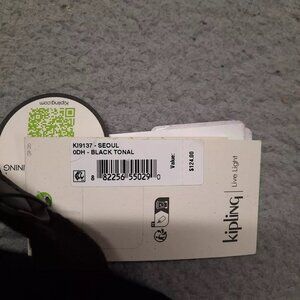 Kipling.com
KI9137 - SEOUL
0DH - BLACK TONAL
8 82256 55029 0
Value:
$124.00
kipling
Live Light